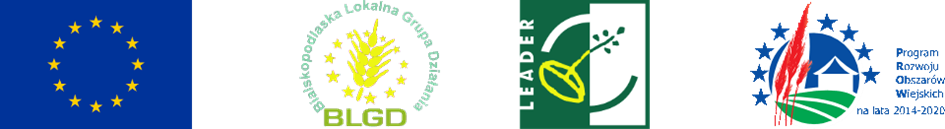 Bialskopodlaska Lokalna Grupa Działania
BLGD
LEADER
Program
Rozwoju
Obszarów
Wiejskich
na lata 2014-2020